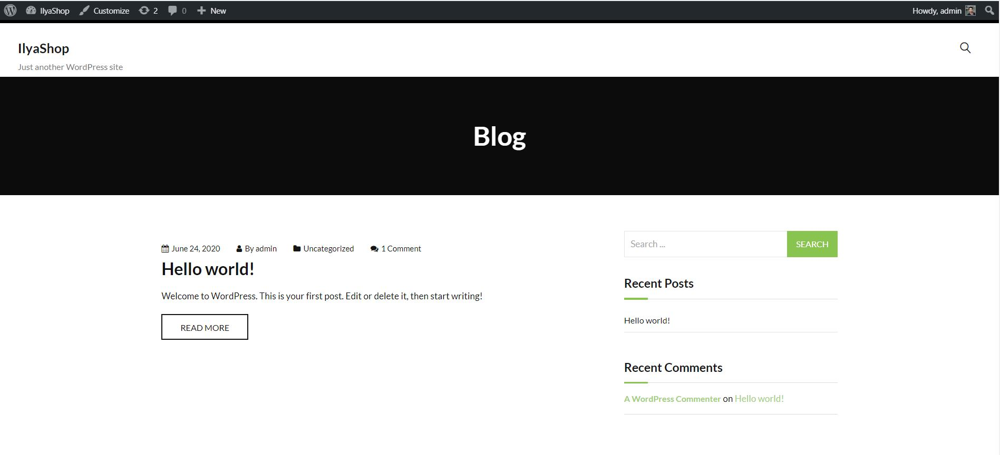 IlyaShop Customize 2 0 New Howdy, admin
IlyaShop
Just another WordPress site
Blog
June 24, 2020 By admin Uncategorized 1 Comment
Hello world!
Welcome to WordPress. This is your first post. Edit or delete it, then start writing!
READ MORE
Search ... SEARCH
Recent Posts
Hello world!
Recent Comments
A WordPress Commenter on Hello world!